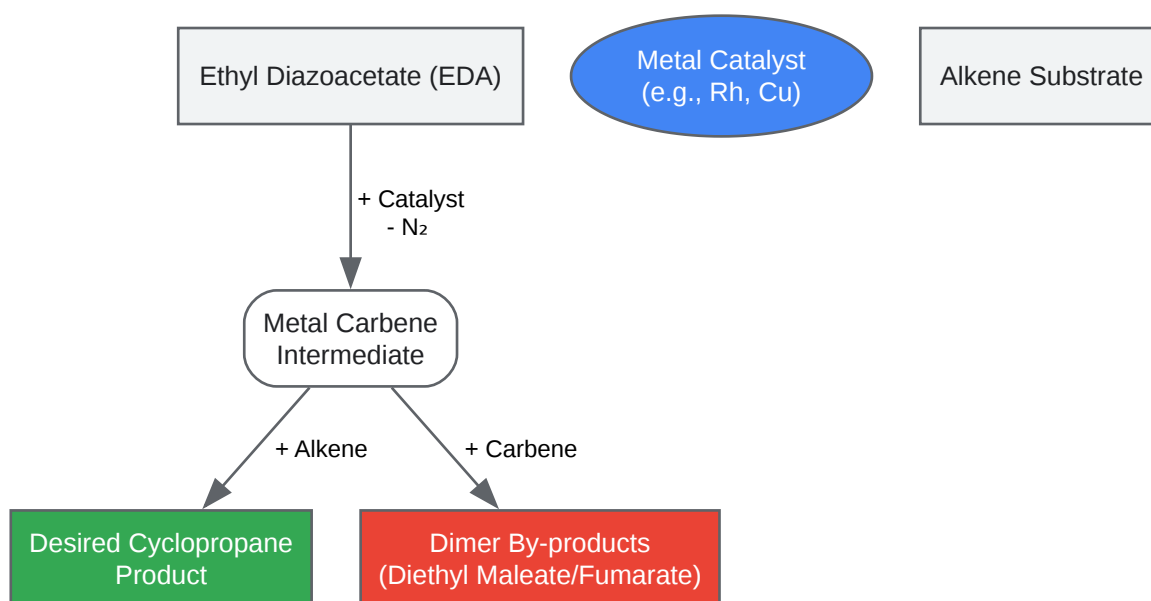 Ethyl Diazoacetate (EDA)
Metal Catalyst
(e.g., Rh, Cu)
Alkene Substrate
+ Catalyst
- N₂
Metal Carbene
Intermediate
+ Alkene
+ Carbene
Desired Cyclopropane
Product
Dimer By-products
(Diethyl Maleate/Fumarate)